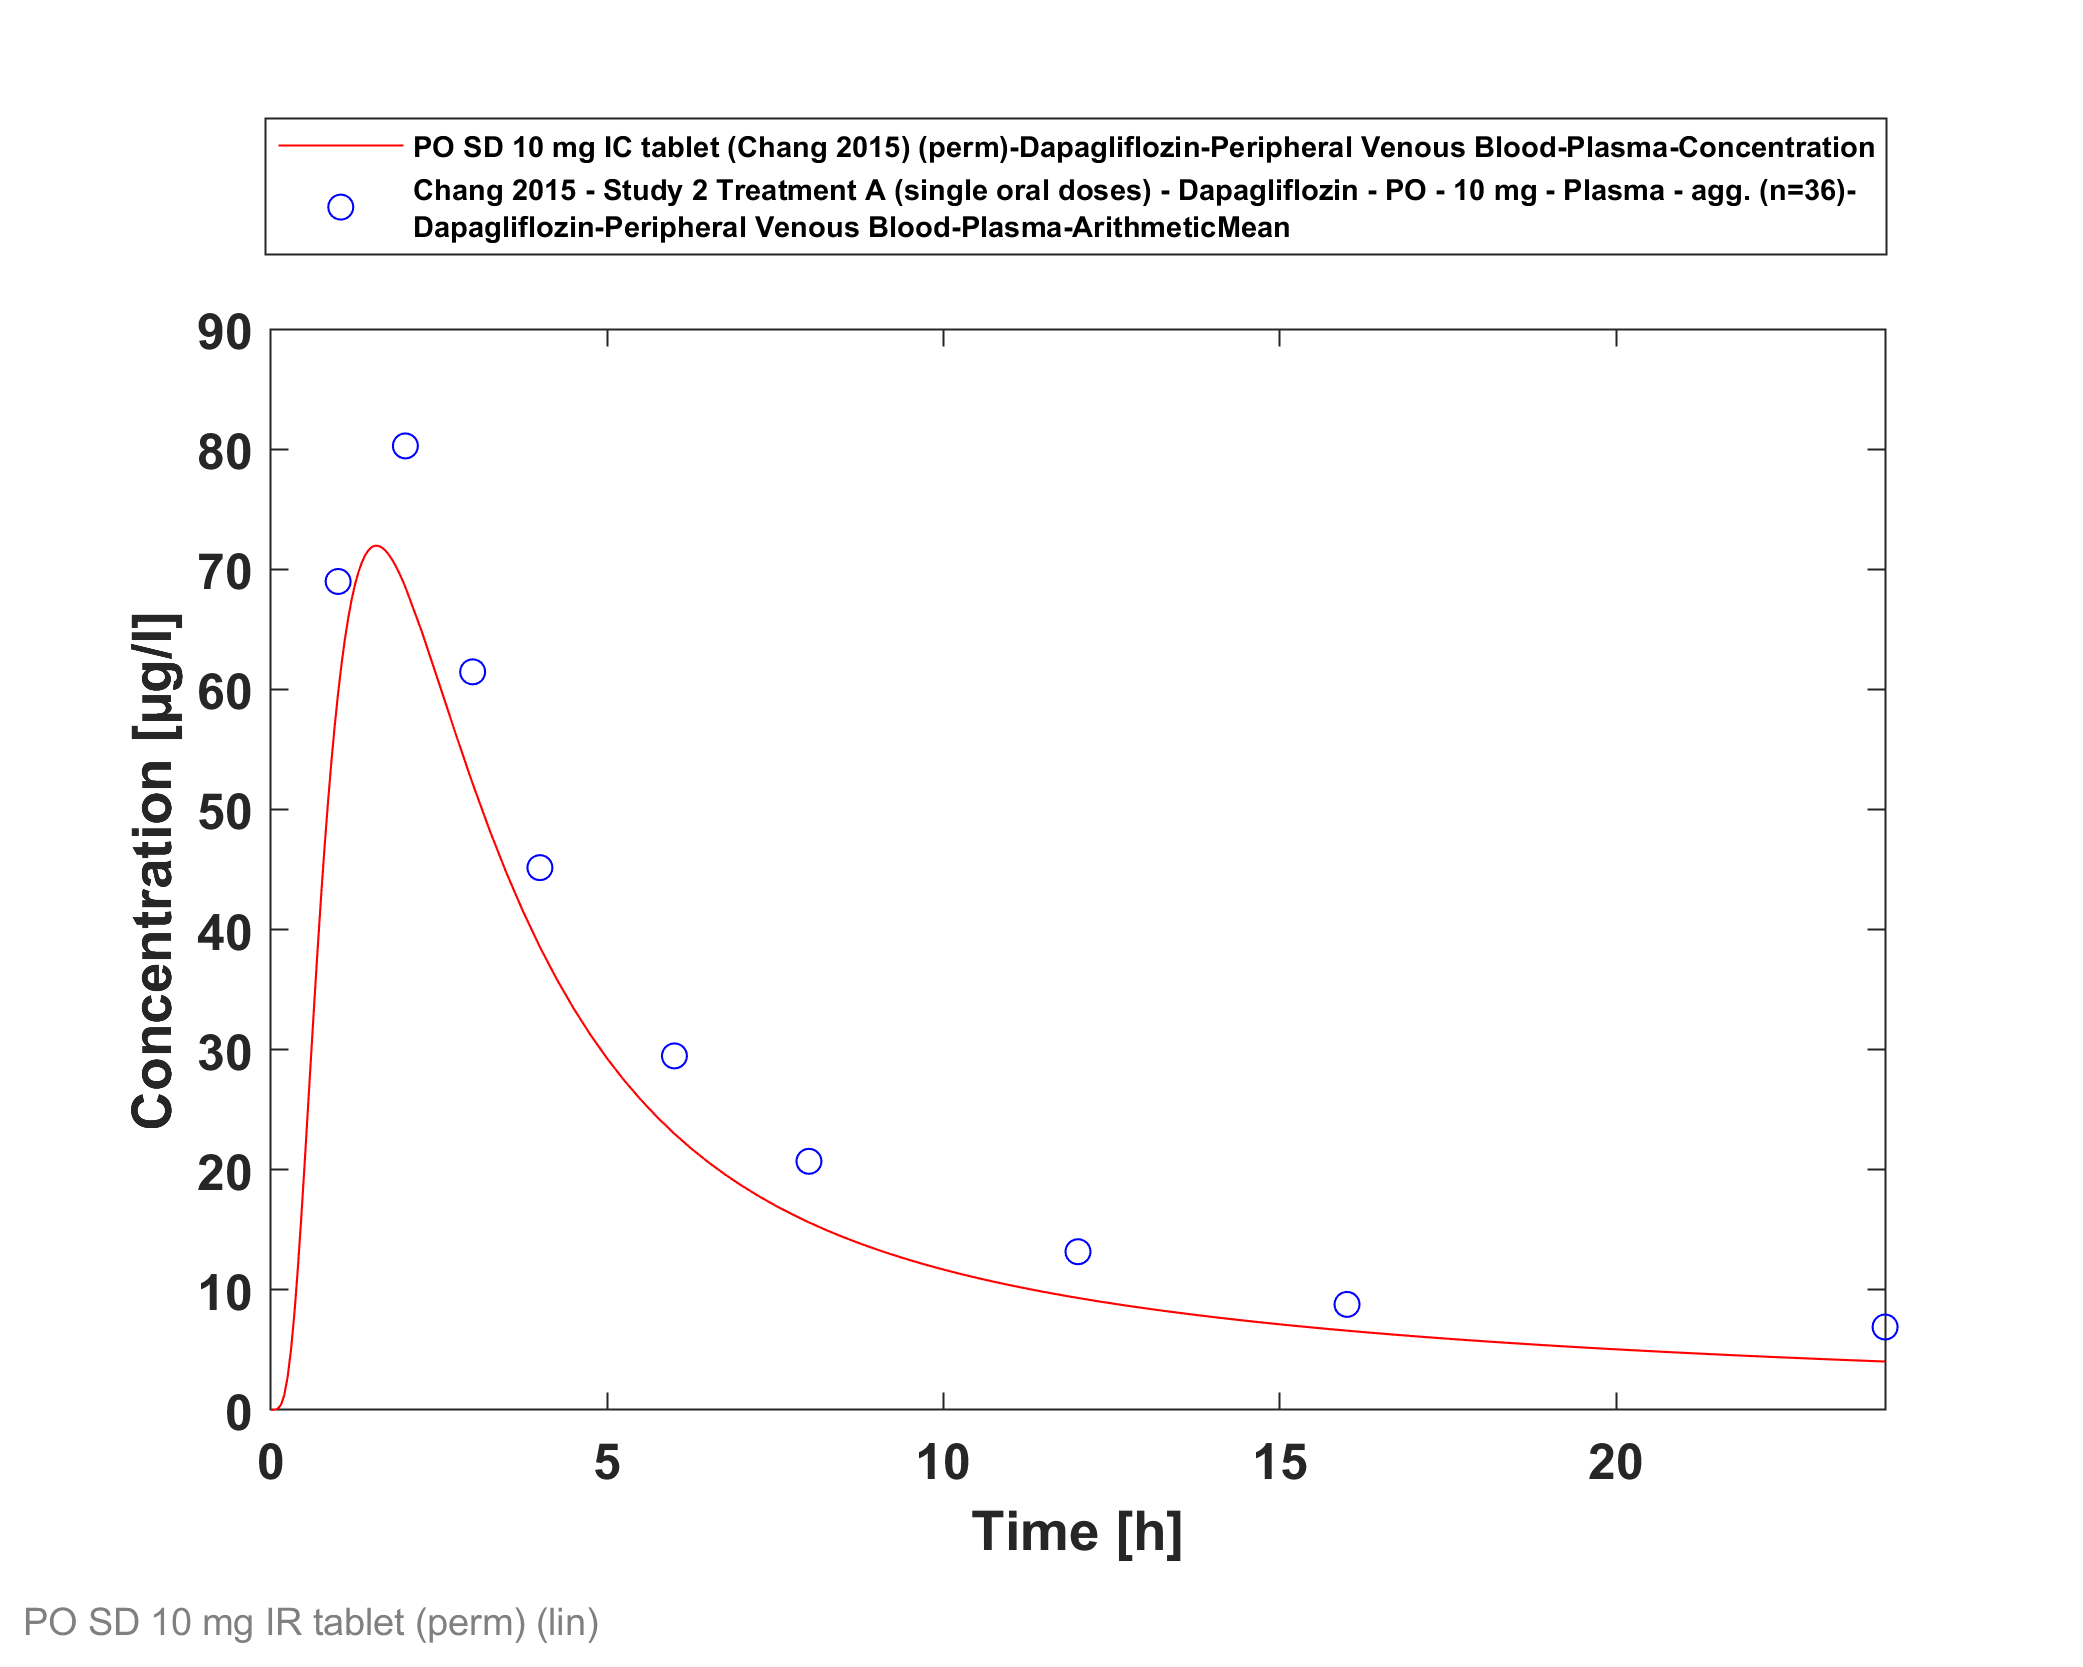 PO SD 10 mg IC tablet (Chang 2015) (perm)-Dapagliflozin-Peripheral Venous Blood-Plasma-Concentration
Chang 2015 - Study 2 Treatment A (single oral doses) - Dapagliflozin - PO - 10 mg - Plasma - agg. (n=36)-
Dapagliflozin-Peripheral Venous Blood-Plasma-ArithmeticMean
90
80
70
60
50
40
30
20
10
0
Concentration [µg/l]
0 5 10 15 20
Time [h]
PO SD 10 mg IR tablet (perm) (lin)